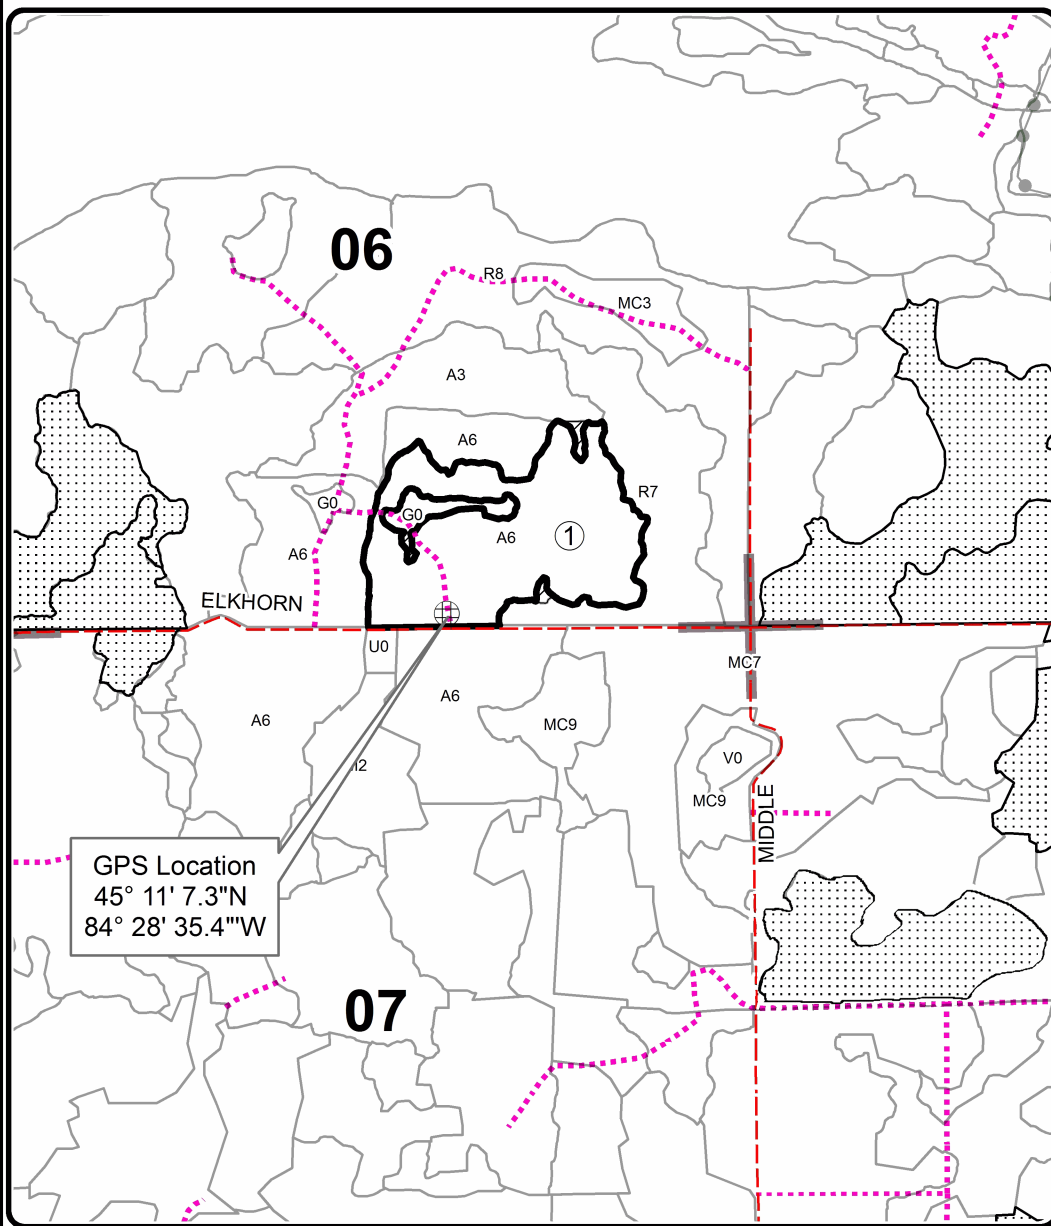 06
R8
MC3
A3
A6
R7
G0
G0
A6
1
A6
ELKHORN
U0
MC7
A6
A6
MC9
V0
MC9
MIDDLE
GPS Location
45° 11' 7.3"N
84° 28' 35.4"'W
07